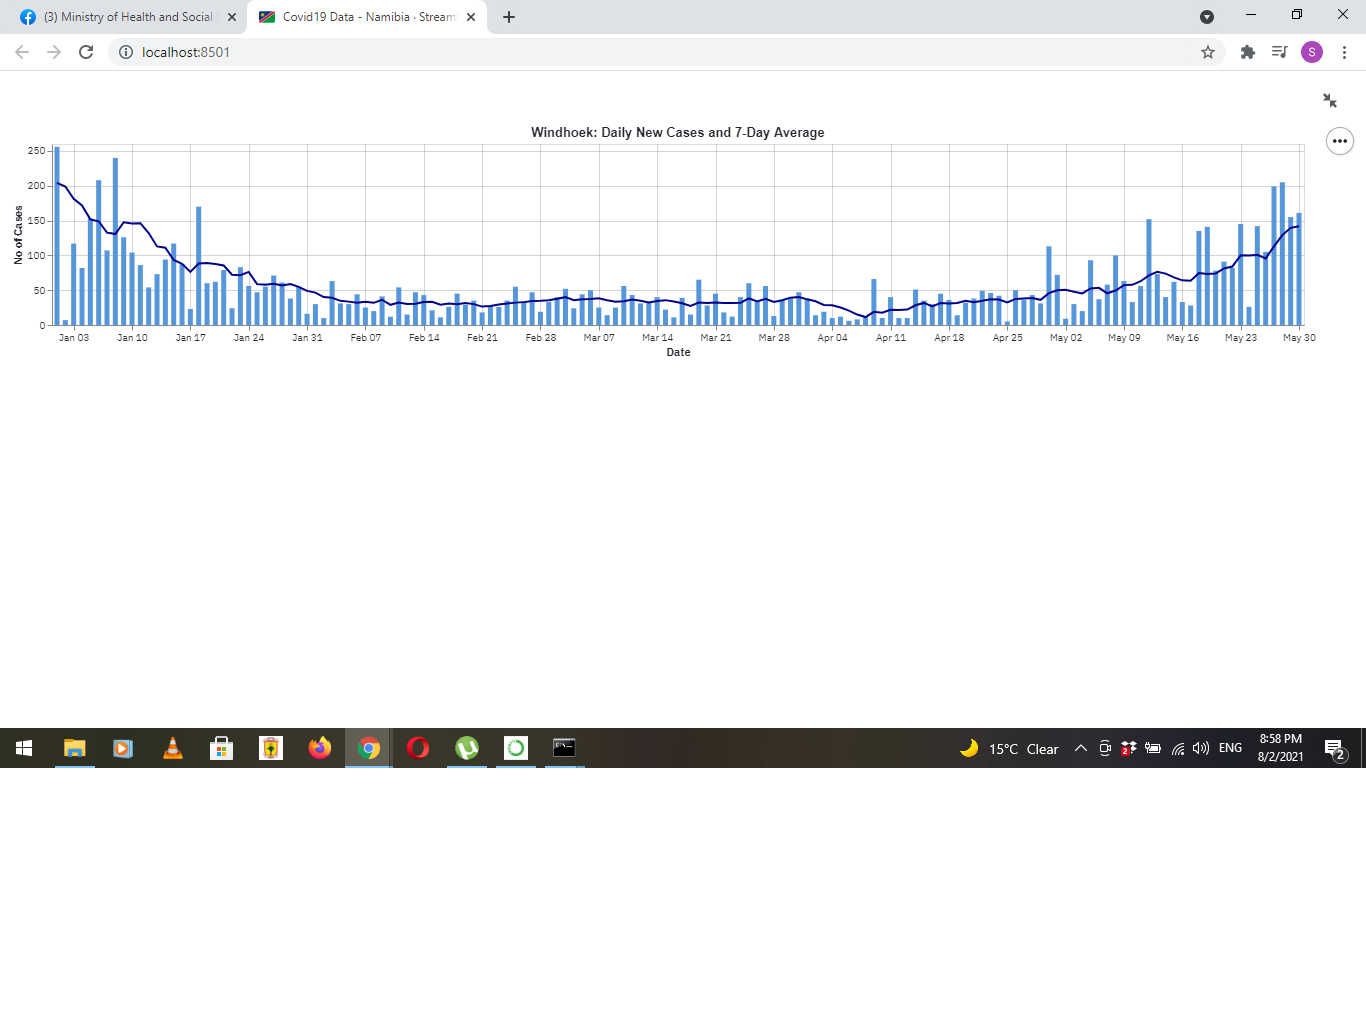 (3) Ministry of Health and Social
Covid19 Data - Namibia · Stream
localhost:8501
S
Windhoek: Daily New Cases and 7-Day Average
No of Cases
250
200
150
100
50
0
Jan 03 Jan 10 Jan 17 Jan 24 Jan 31 Feb 07 Feb 14 Feb 21 Feb 28 Mar 07 Mar 14 Mar 21 Mar 28 Apr 04 Apr 11 Apr 18 Apr 25 May 02 May 09 May 16 May 23 May 30
Date
15°C Clear
2
ENG
8:58 PM
8/2/2021
2